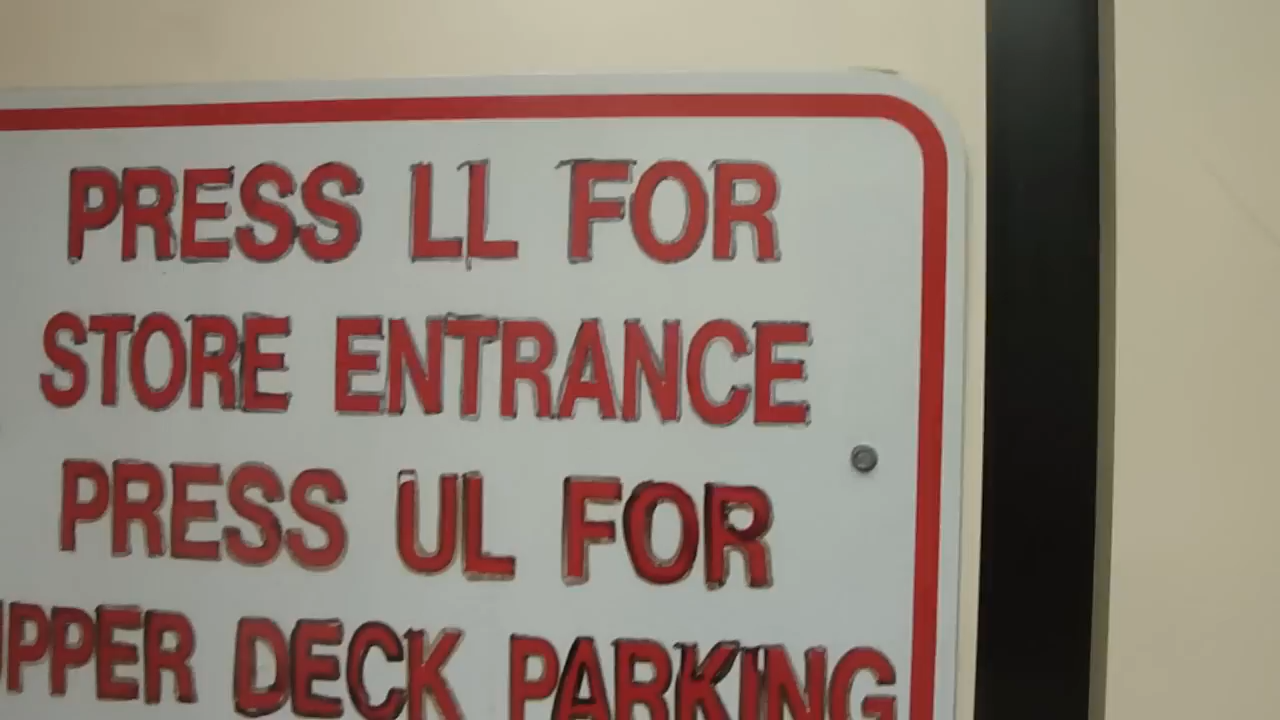 PRESS LL FOR
STORE ENTRANCE
PRESS UL FOR
UPPER DECK PARKING